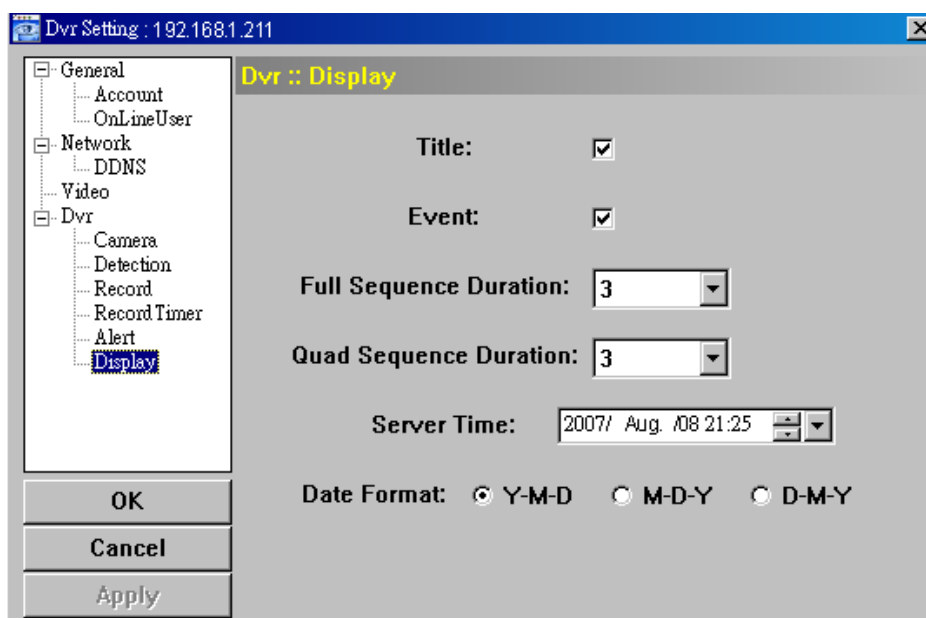 Dvr Setting : 192.168.1.211
General
Account
OnLineUser
Network
DDNS
Video
Dvr
Camera
Detection
Record
Record Timer
Alert
Display
OK
Cancel
Apply
Dvr :: Display
Title:
Event:
Full Sequence Duration: 3
Quad Sequence Duration: 3
Server Time: 2007/ Aug. /08 21:25
Date Format: Y-M-D M-D-Y D-M-Y